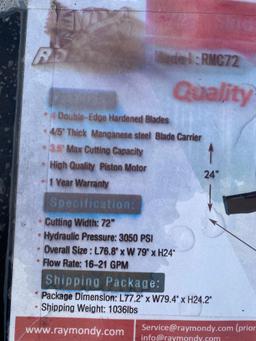 Model: RMC72
Quality
4 Double-Edge Hardened Blades
4/5" Thick Manganese steel Blade Carrier
3.5" Max Cutting Capacity
High Quality Piston Motor
1 Year Warranty
24"
Specification:
Cutting Width: 72"
Hydraulic Pressure: 3050 PSI
Overall Size : L76.8" x W 79" x H24"
Flow Rate: 16-21 GPM
Shipping Package:
Package Dimension: L77.2" x W79.4" x H24.2"
Shipping Weight: 1036lbs
www.raymondy.com
Service@raymondy.com (prior
info@raymondy.com